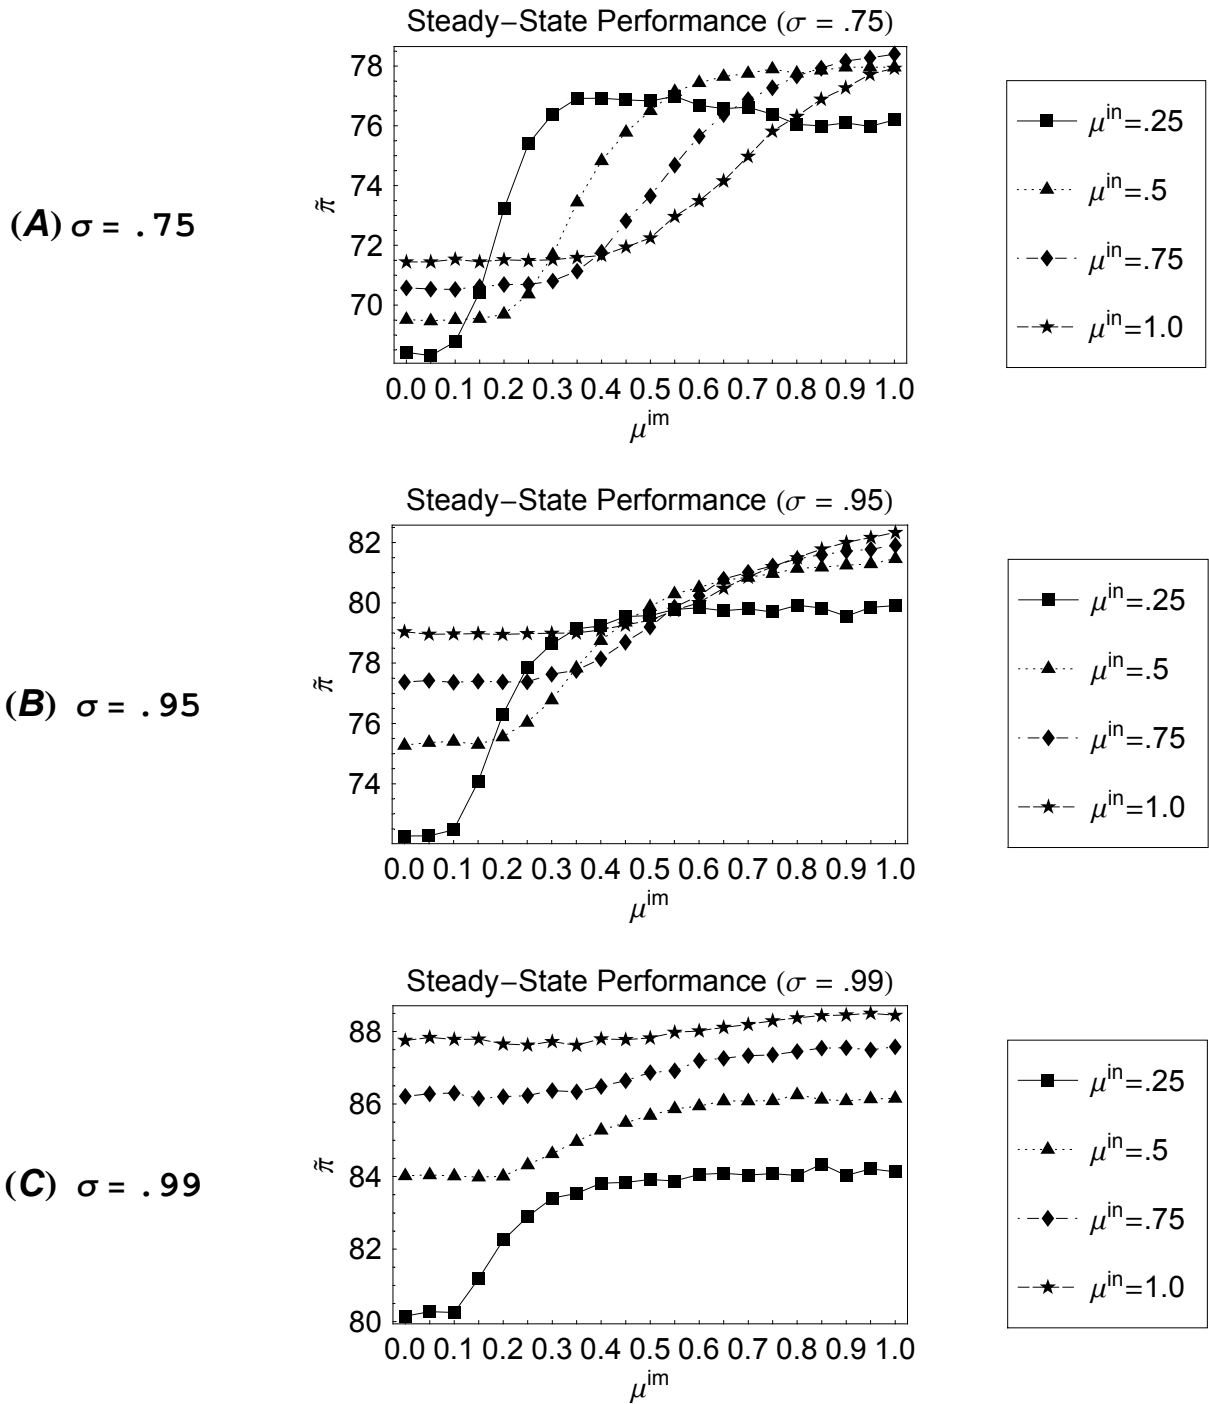 Steady−State Performance (σ = .75)
(A) σ = .75
π̃
78
76
74
72
70
0.0 0.1 0.2 0.3 0.4 0.5 0.6 0.7 0.8 0.9 1.0
μ^im
μ^in=.25
μ^in=.5
μ^in=.75
μ^in=1.0
Steady−State Performance (σ = .95)
(B) σ = .95
π̃
82
80
78
76
74
0.0 0.1 0.2 0.3 0.4 0.5 0.6 0.7 0.8 0.9 1.0
μ^im
μ^in=.25
μ^in=.5
μ^in=.75
μ^in=1.0
Steady−State Performance (σ = .99)
(C) σ = .99
π̃
88
86
84
82
80
0.0 0.1 0.2 0.3 0.4 0.5 0.6 0.7 0.8 0.9 1.0
μ^im
μ^in=.25
μ^in=.5
μ^in=.75
μ^in=1.0